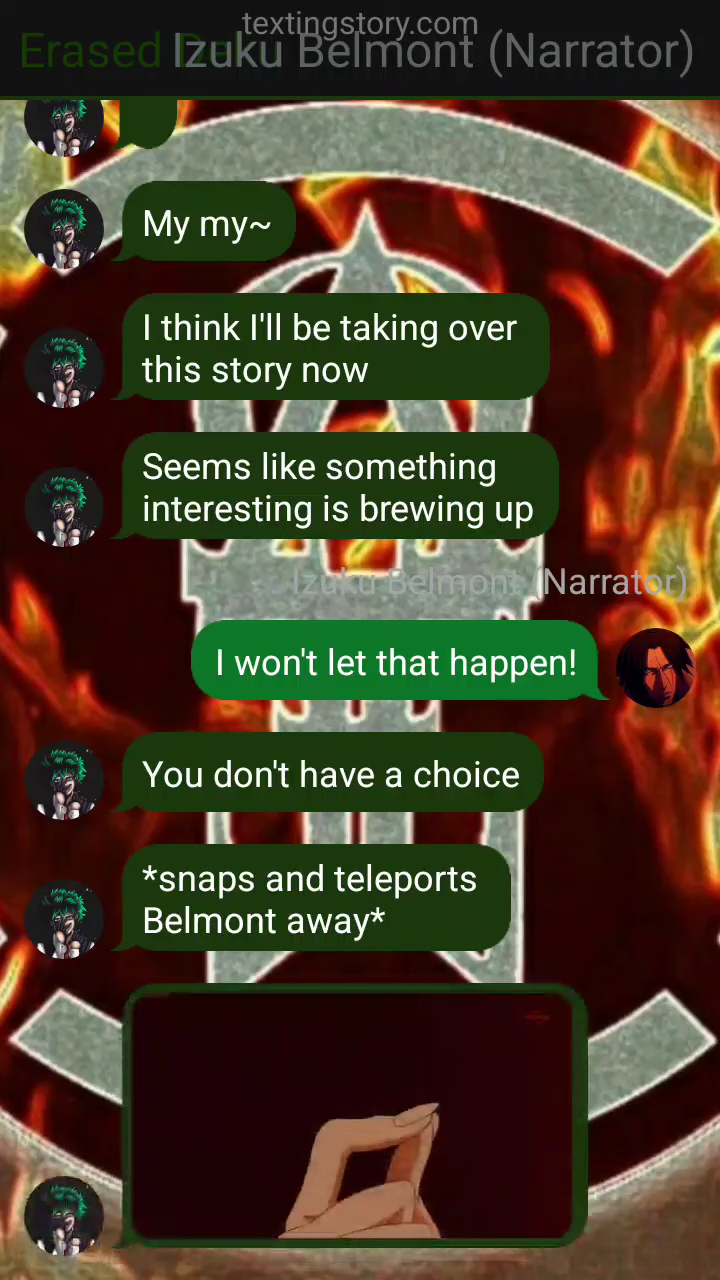 textingstory.com
Erased Deku
Izuku Belmont (Narrator)
My my~
I think I'll be taking over
this story now
Seems like something
interesting is brewing up
Izuku Belmont (Narrator)
I won't let that happen!
You don't have a choice
*snaps and teleports
Belmont away*